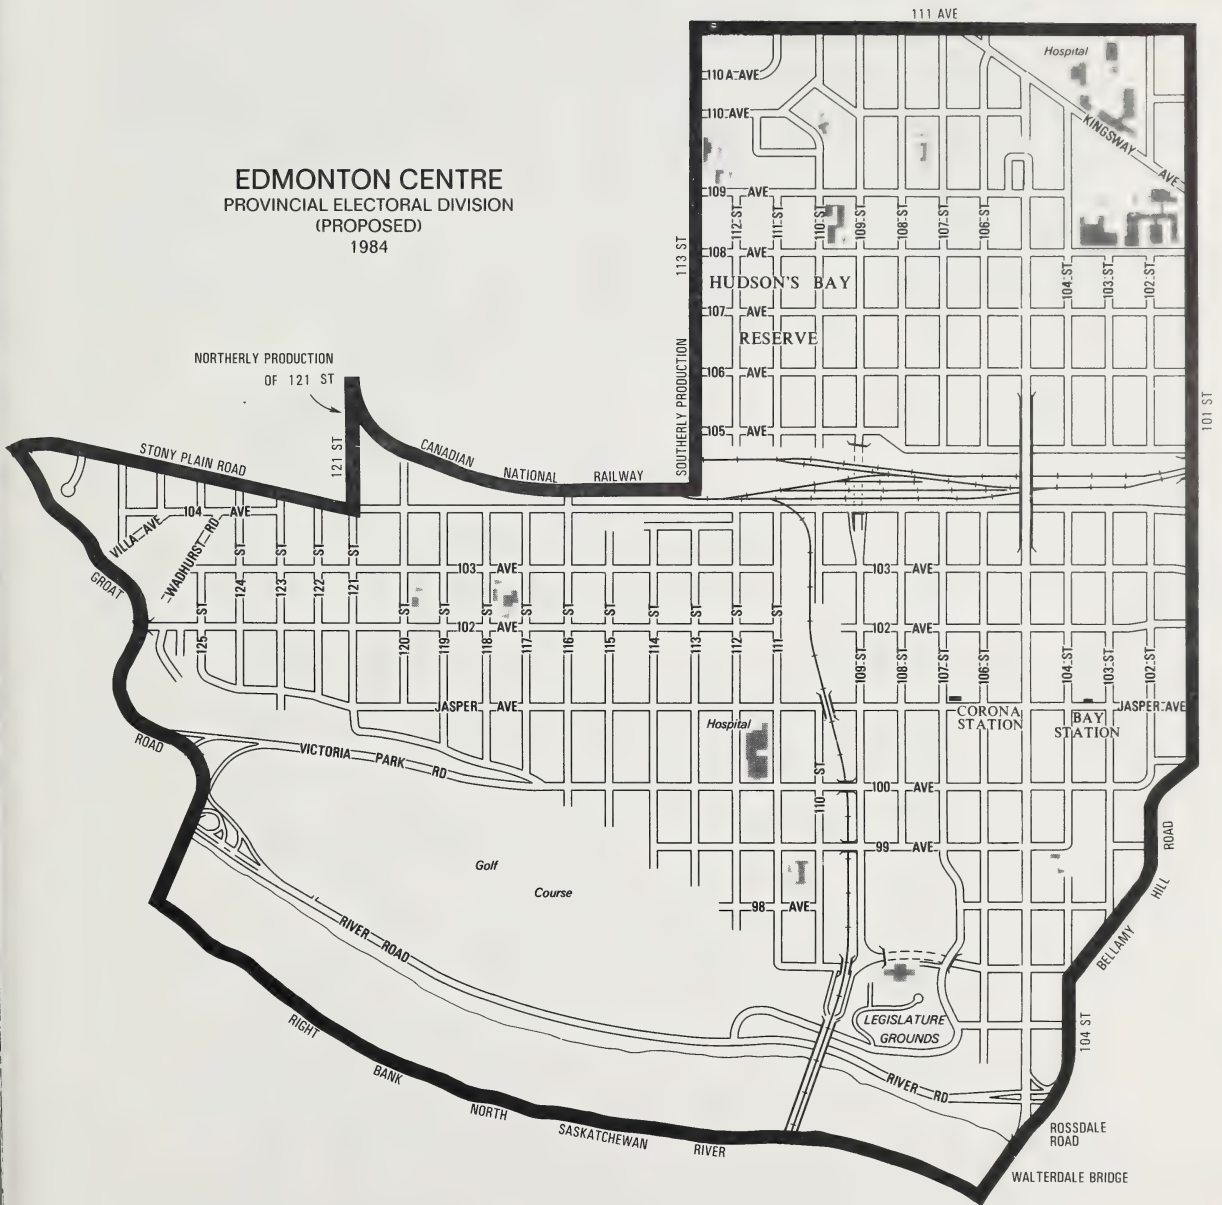 111 AVE
Hospital
110 A AVE
110 AVE
KINGSWAY AVE
EDMONTON CENTRE
PROVINCIAL ELECTORAL DIVISION
(PROPOSED)
1984
109 AVE
112 ST
111 ST
110 ST
109 ST
108 ST
107 ST
106 ST
113 ST
108 AVE
104 ST
103 ST
102 ST
HUDSON'S BAY
107 AVE
RESERVE
NORTHERLY PRODUCTION
OF 121 ST
106 AVE
SOUTHERLY PRODUCTION
101 ST
105 AVE
STONY PLAIN ROAD
121 ST
CANADIAN NATIONAL RAILWAY
104 AVE
VILLA AVE
WADHURST RD
GROAT
103 AVE
103 AVE
125 ST
124 ST
123 ST
122 ST
121 ST
120 ST
119 ST
118 ST
117 ST
116 ST
115 ST
114 ST
113 ST
112 ST
111 ST
102 AVE
102 AVE
109 ST
108 ST
107 ST
106 ST
104 ST
103 ST
102 ST
JASPER AVE
JASPER AVE
CORONA
STATION
BAY
STATION
Hospital
ROAD
VICTORIA PARK RD
110 ST
100 AVE
99 AVE
ROAD
HILL
BELLAMY
Golf
Course
98 AVE
RIVER ROAD
LEGISLATURE
GROUNDS
104 ST
RIVER RD
RIGHT
BANK
NORTH
SASKATCHEWAN
RIVER
ROSSDALE
ROAD
WALTERDALE BRIDGE